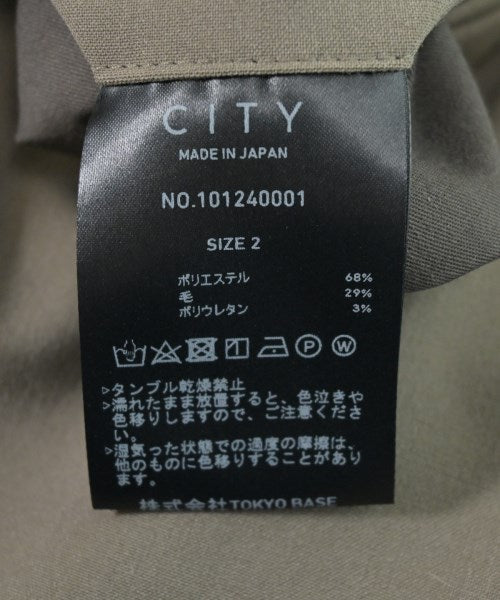 CITY
MADE IN JAPAN
NO.101240001
SIZE 2
ポリエステル 68%
毛 29%
ポリウレタン 3%
P W
▷タンブル乾燥禁止
▷濡れたまま放置すると、色泣きや
色移りしますので、ご注意くださ
い。
▷湿気った状態での過度の摩擦は、
他のものに色移りすることがあり
ます。
株式会社TOKYO BASE